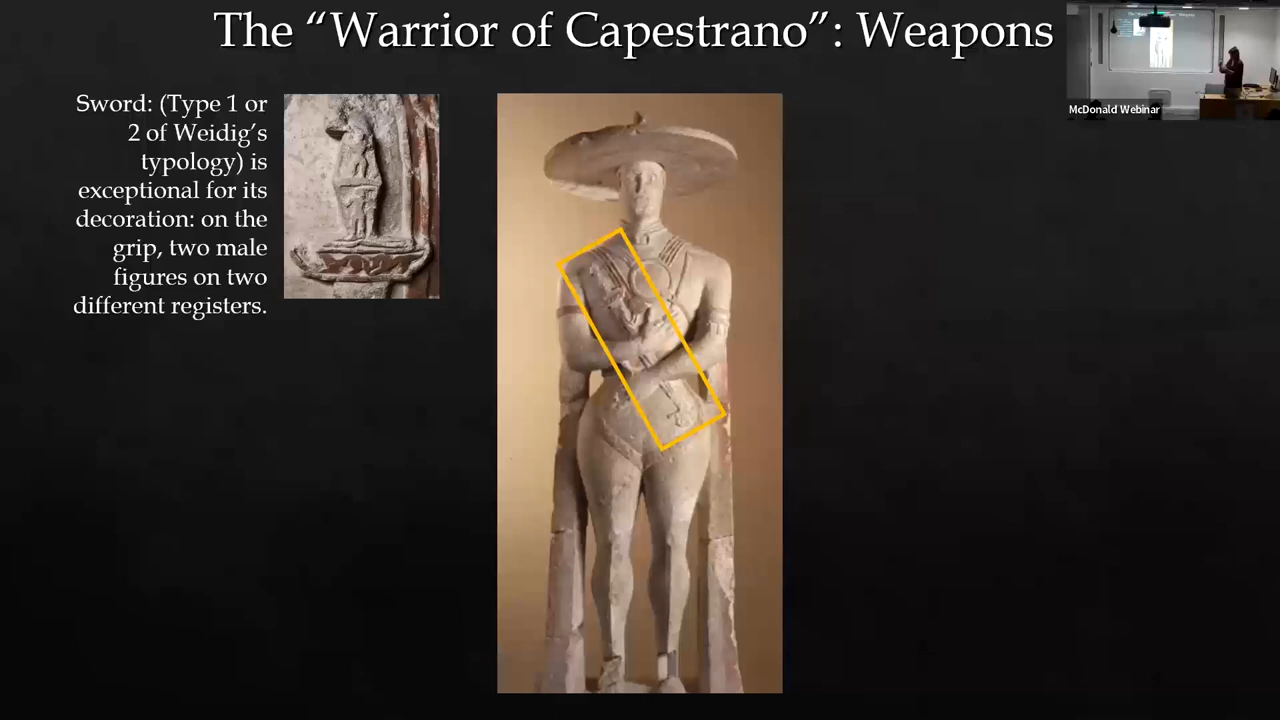 The “Warrior of Capestrano”: Weapons
Sword: (Type 1 or
2 of Weidig’s
typology) is
exceptional for its
decoration: on the
grip, two male
figures on two
different registers.
McDonald Webinar